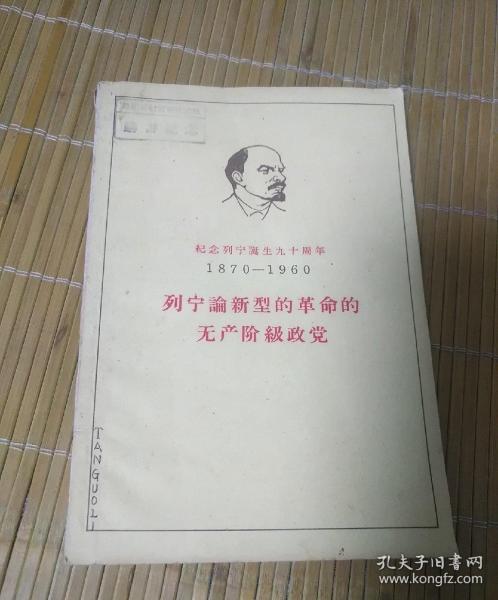 紀念列宁誕生九十周年
1870—1960
列宁論新型的革命的
无产阶級政党
TANGUOLI
孔夫子旧书网
www.kongfz.com